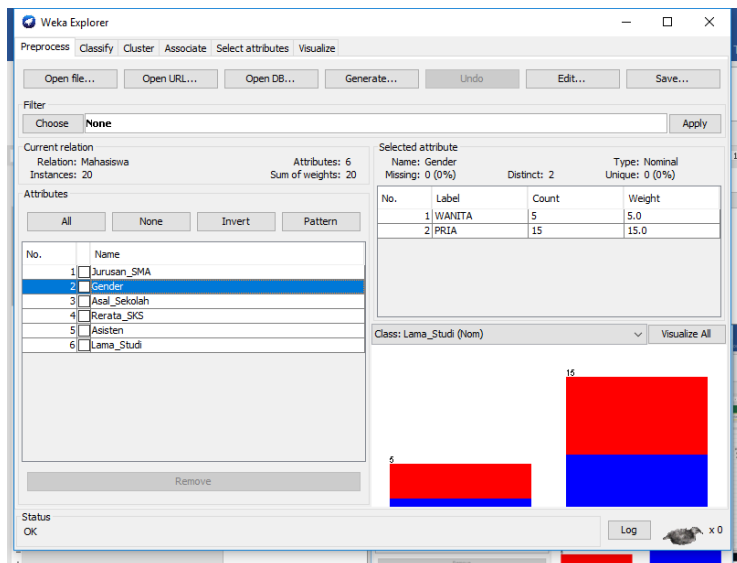 Weka Explorer
Preprocess Classify Cluster Associate Select attributes Visualize
Open file... Open URL... Open DB... Generate... Undo Edit... Save...
Filter
Choose None Apply
Current relation
Relation: Mahasiswa Attributes: 6
Instances: 20 Sum of weights: 20
Attributes
All None Invert Pattern
No. Name
1 Jurusan_SMA
2 Gender
3 Asal_Sekolah
4 Rerata_SKS
5 Asisten
6 Lama_Studi
Remove
Selected attribute
Name: Gender Type: Nominal
Missing: 0 (0%) Distinct: 2 Unique: 0 (0%)
No. Label Count Weight
1 WANITA 5 5.0
2 PRIA 15 15.0
Class: Lama_Studi (Nom) Visualize All
15
5
Status
OK Log x 0